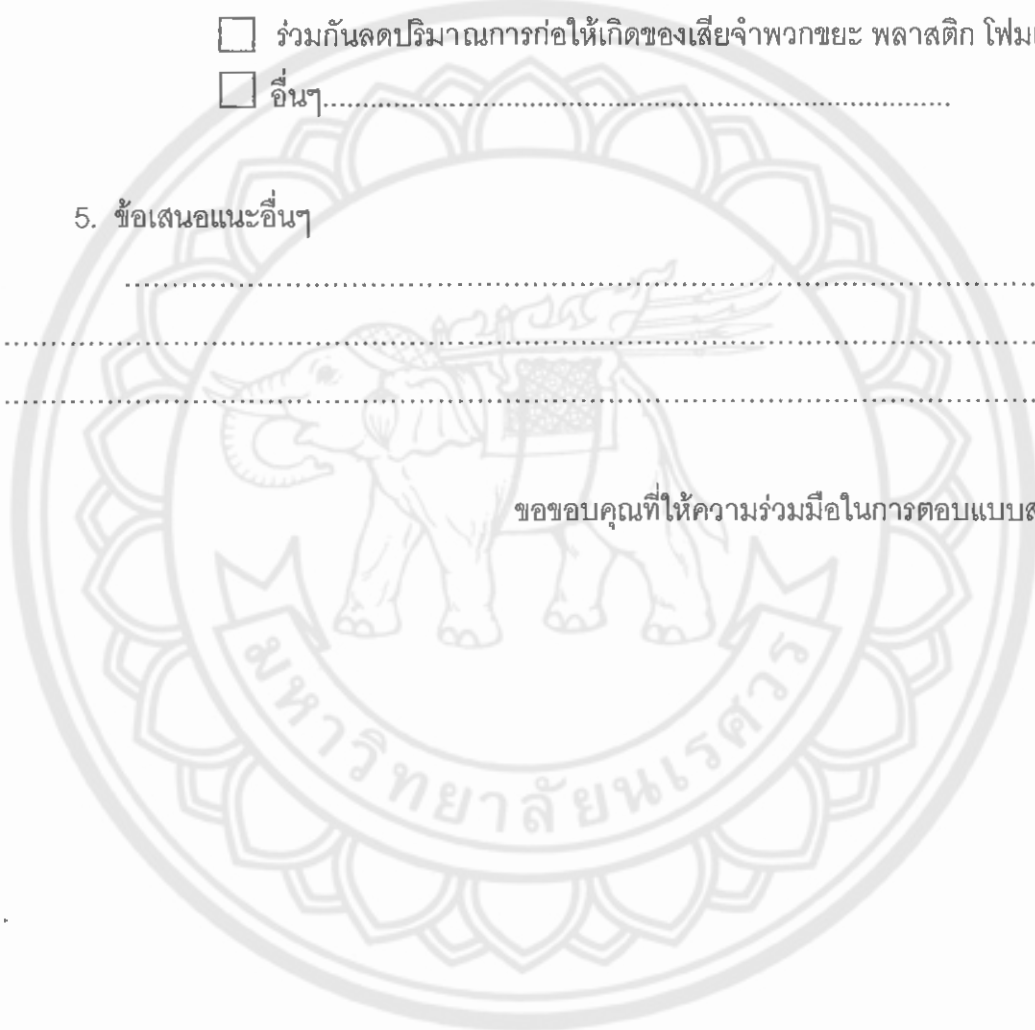 ร่วมกันลดปริมาณการก่อให้เกิดของเสียจำพวกขยะ พลาสติก โฟม
อื่นๆ......................................................................
5. ข้อเสนอแนะอื่นๆ
ขอขอบคุณที่ให้ความร่วมมือในการตอบแบบส
มหาวิทยาลัยนเรศวร